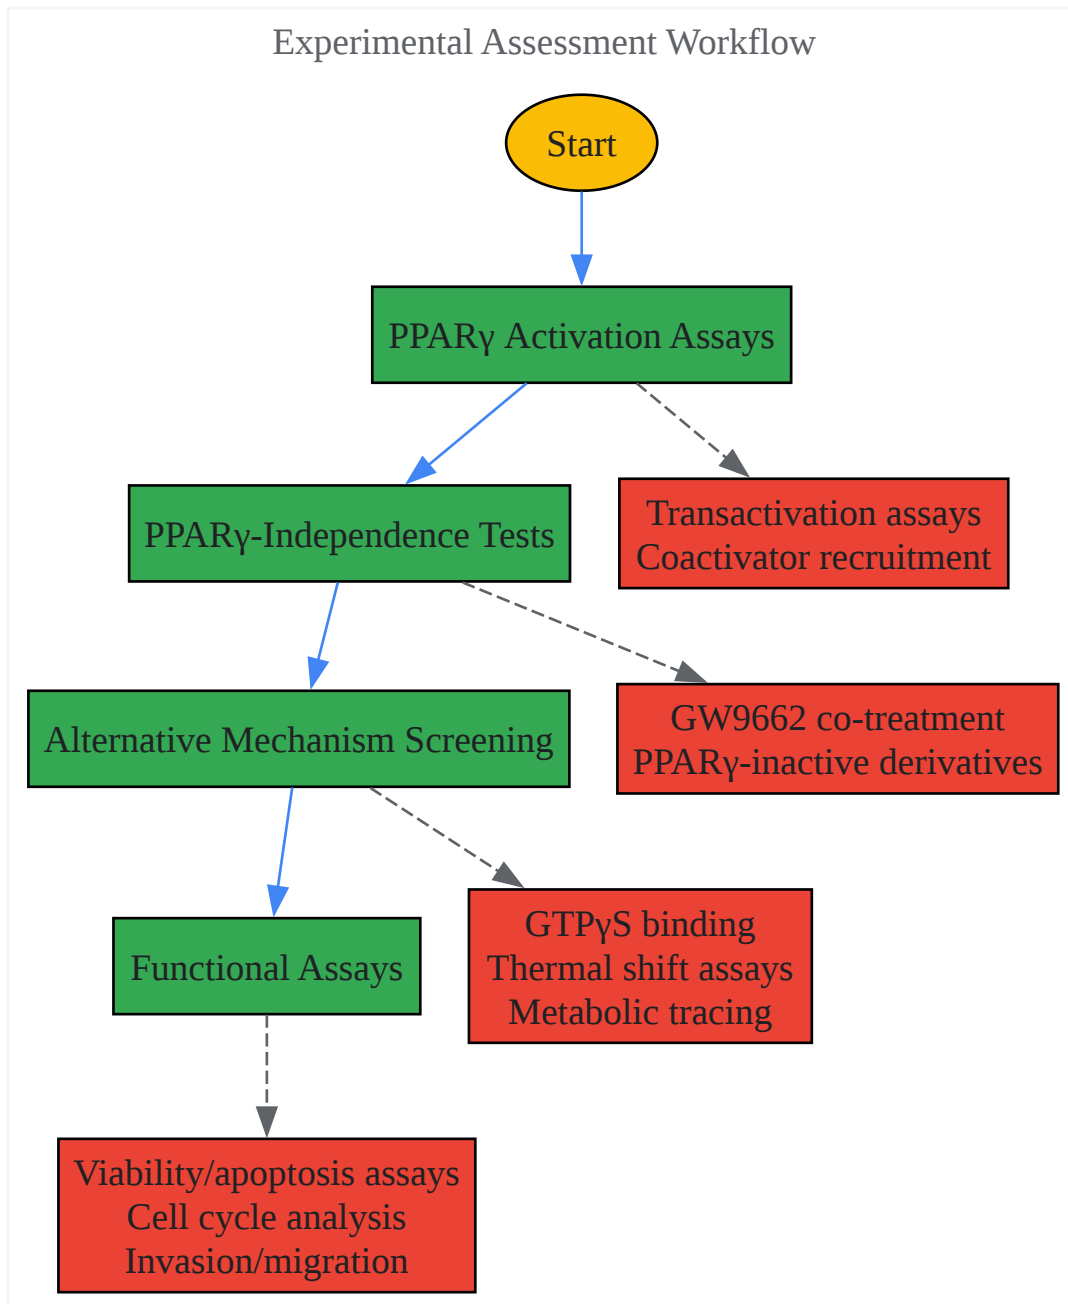 Experimental Assessment Workflow
Start
PPARγ Activation Assays
PPARγ-Independence Tests
Transactivation assays
Coactivator recruitment
Alternative Mechanism Screening
GW9662 co-treatment
PPARγ-inactive derivatives
Functional Assays
GTPγS binding
Thermal shift assays
Metabolic tracing
Viability/apoptosis assays
Cell cycle analysis
Invasion/migration